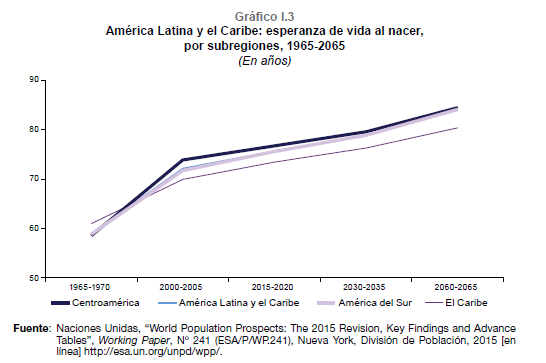 Gráfico I.3
América Latina y el Caribe: esperanza de vida al nacer,
por subregiones, 1965-2065
(En años)
90
80
70
60
50
1965-1970 2000-2005 2015-2020 2030-2035 2060-2065
Centroamérica América Latina y el Caribe América del Sur El Caribe
Fuente: Naciones Unidas, “World Population Prospects: The 2015 Revision, Key Findings and Advance
Tables”, Working Paper, Nº 241 (ESA/P/WP.241), Nueva York, División de Población, 2015 [en
línea] http://esa.un.org/unpd/wpp/.